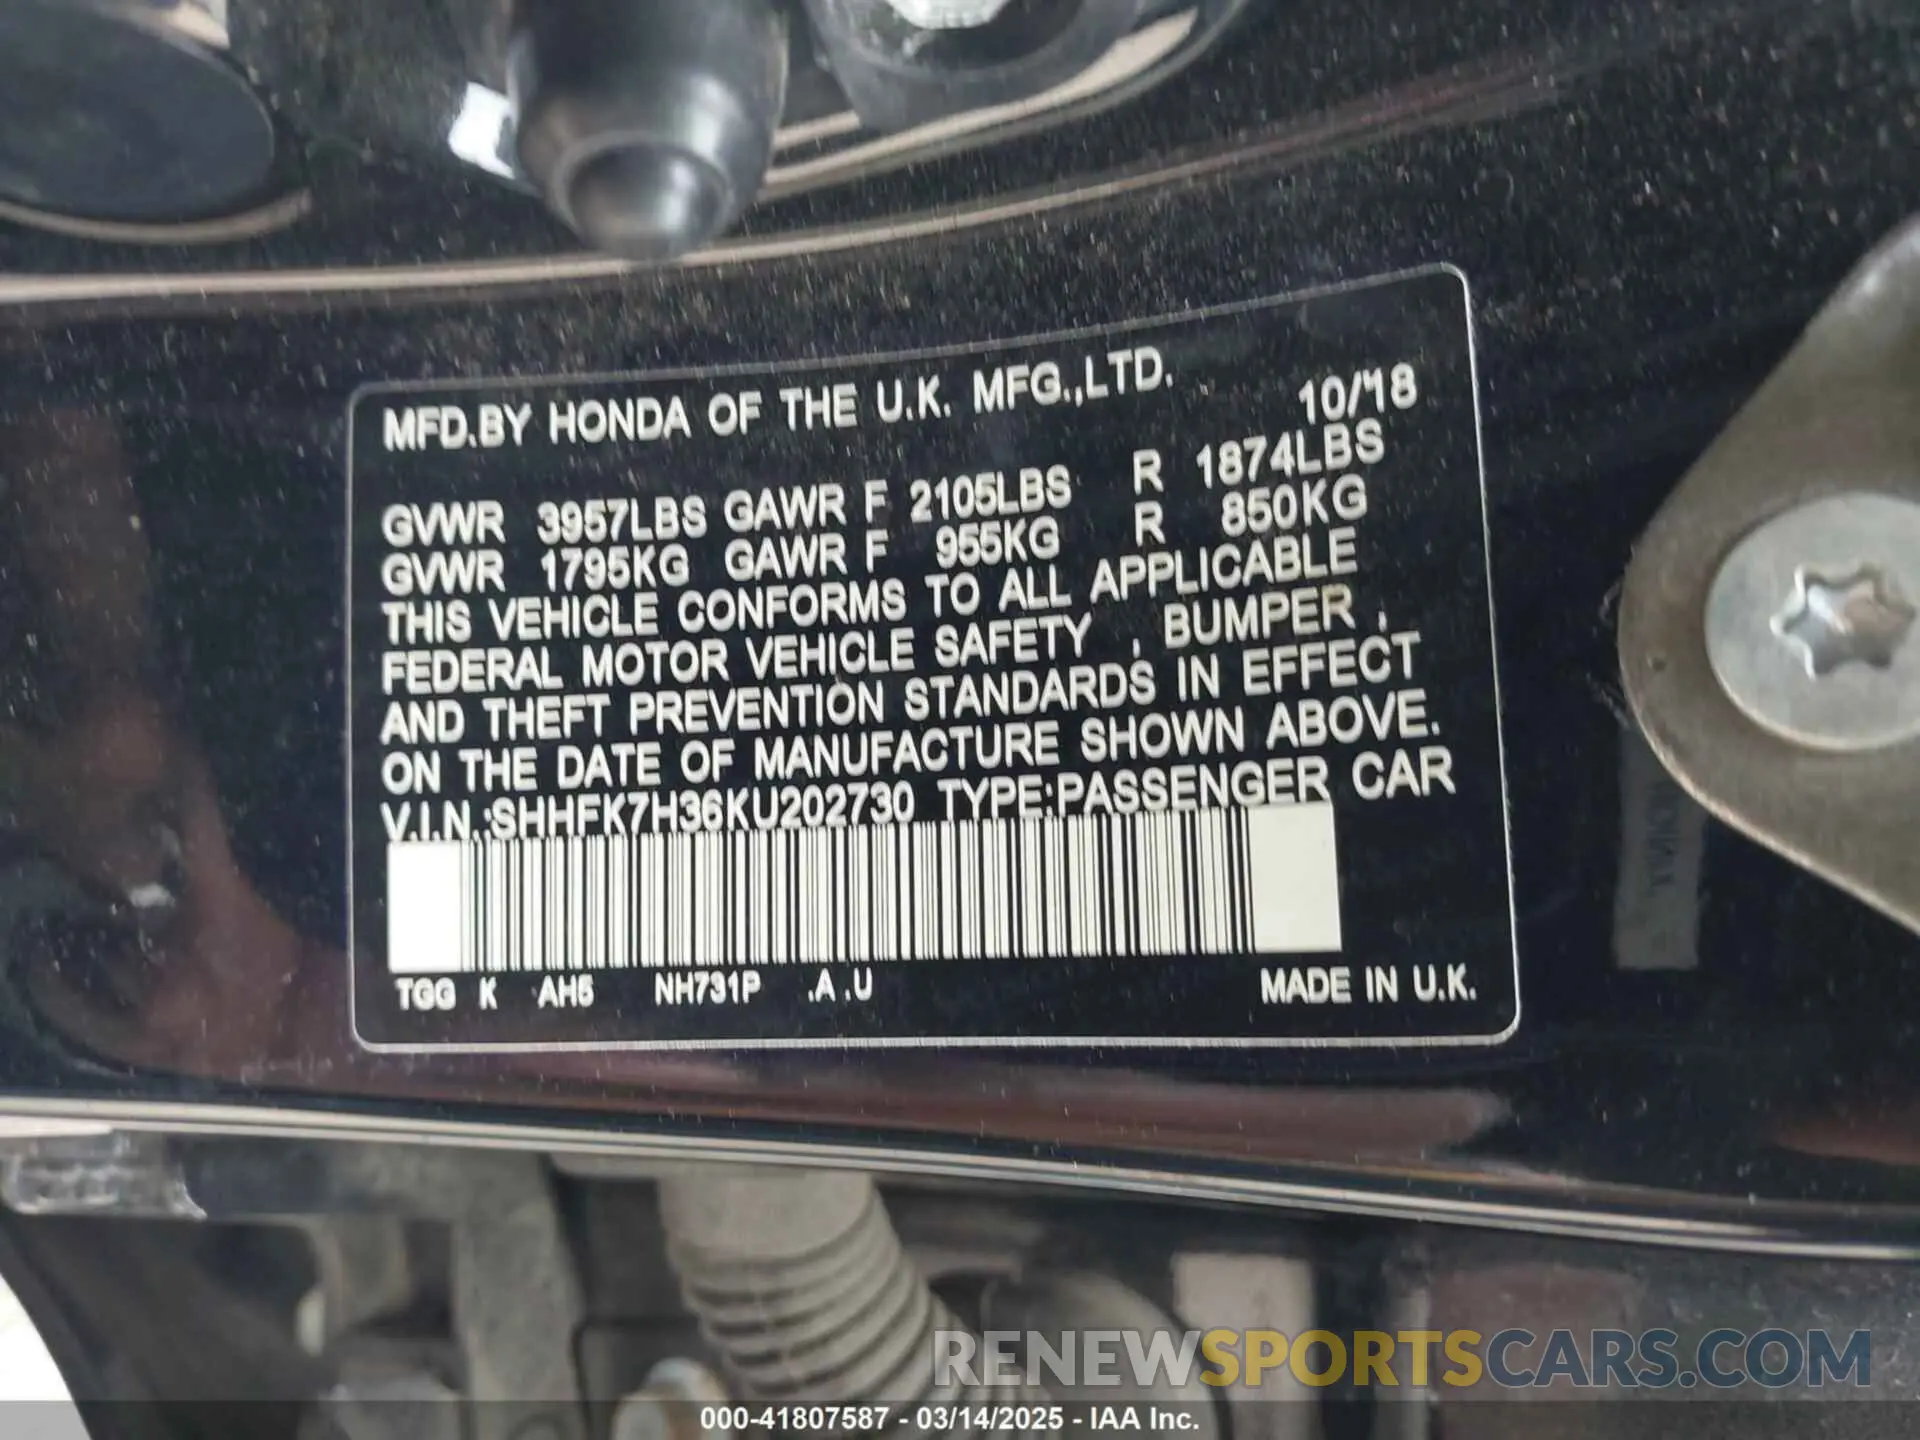 MFD.BY HONDA OF THE U.K. MFG.,LTD. 10/'18
GVWR 3957LBS GAWR F 2105LBS R 1874LBS
GVWR 1795KG GAWR F 955KG R 850KG
THIS VEHICLE CONFORMS TO ALL APPLICABLE
FEDERAL MOTOR VEHICLE SAFETY , BUMPER ,
AND THEFT PREVENTION STANDARDS IN EFFECT
ON THE DATE OF MANUFACTURE SHOWN ABOVE.
V.I.N.:SHHFK7H36KU202730 TYPE:PASSENGER CAR
TGG K AH5 NH731P .A .U MADE IN U.K.
RENEWSPORTSCARS.COM
000-41807587 - 03/14/2025 - IAA Inc.